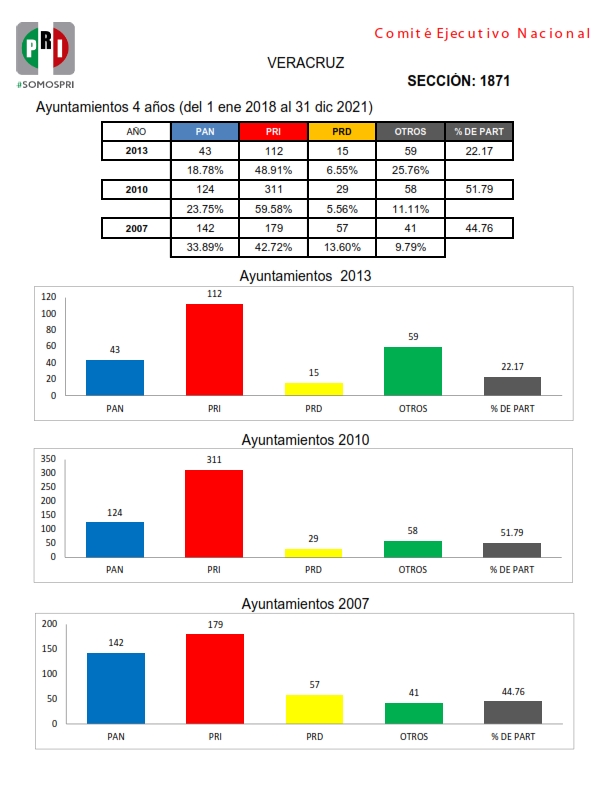 Comité Ejecutivo Nacional
PRI
#SOMOSPRI
VERACRUZ
SECCIÒN: 1871
Ayuntamientos 4 años (del 1 ene 2018 al 31 dic 2021)
AÑO PAN PRI PRD OTROS % DE PART
2013 43 112 15 59 22.17
18.78% 48.91% 6.55% 25.76%
2010 124 311 29 58 51.79
23.75% 59.58% 5.56% 11.11%
2007 142 179 57 41 44.76
33.89% 42.72% 13.60% 9.79%
Ayuntamientos 2013
120
100
80
60
40
20
0
43 112 15 59 22.17
PAN PRI PRD OTROS % DE PART
Ayuntamientos 2010
350
300
250
200
150
100
50
0
124 311 29 58 51.79
PAN PRI PRD OTROS % DE PART
Ayuntamientos 2007
200
150
100
50
0
142 179 57 41 44.76
PAN PRI PRD OTROS % DE PART